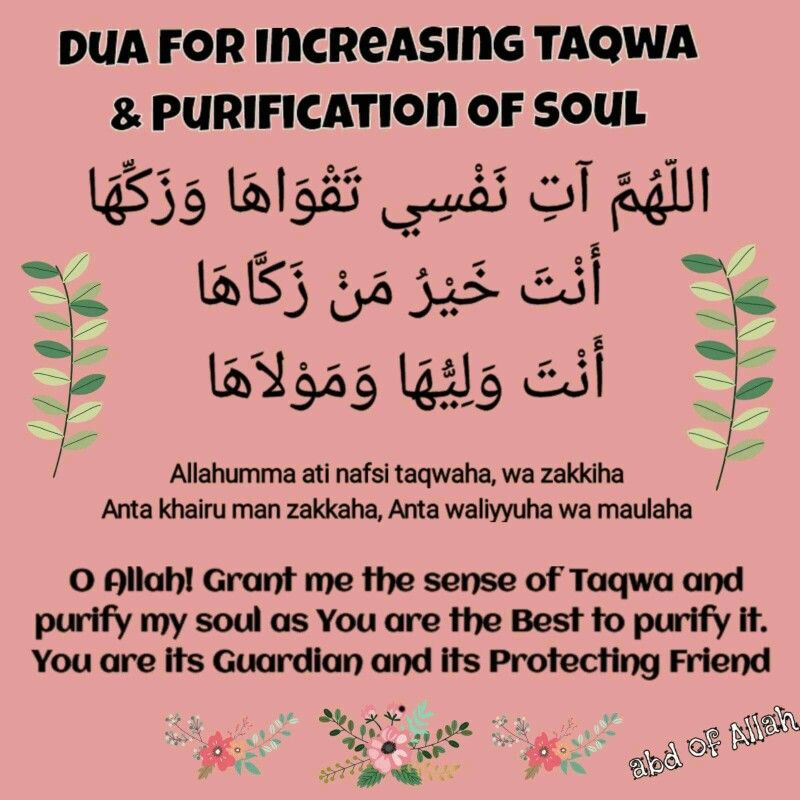 DUA FOR INCREASING TAQWA
& PURIFICATION OF SOUL
اللَّهُمَّ آتِ نَفْسِي تَقْوَاهَا وَزَكِّهَا
أَنْتَ خَيْرُ مَنْ زَكَّاهَا
أَنْتَ وَلِيُّهَا وَمَوْلاَهَا
Allahumma ati nafsi taqwaha, wa zakkiha
Anta khairu man zakkaha, Anta waliyyuha wa maulaha
O Allah! Grant me the sense of Taqwa and
purify my soul as You are the Best to purify it.
You are its Guardian and its Protecting Friend
abd of Allah